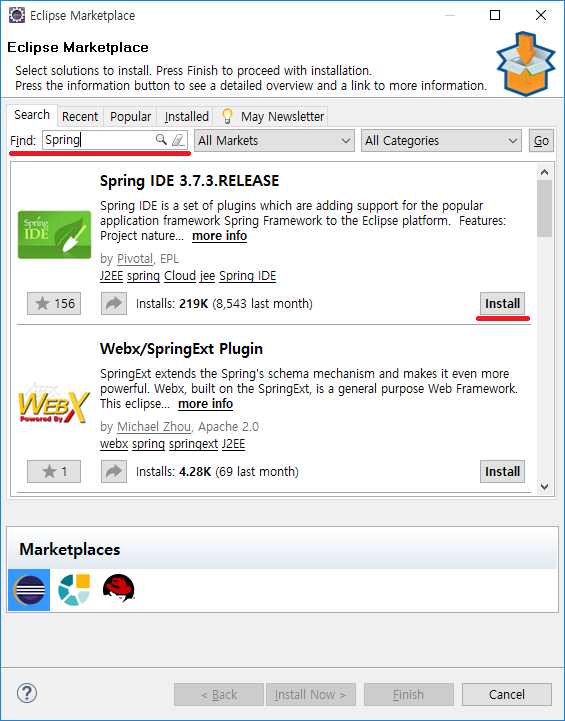 Eclipse Marketplace
Eclipse Marketplace
Select solutions to install. Press Finish to proceed with installation.
Press the information button to see a detailed overview and a link to more information.
Search Recent Popular Installed May Newsletter
Find: Spring All Markets All Categories Go
Spring IDE 3.7.3.RELEASE
Spring IDE
Spring IDE is a set of plugins which are adding support for the popular
application framework Spring Framework to the Eclipse platform. Features:
Project nature... more info
by Pivotal, EPL
J2EE spring Cloud jee Spring IDE
156 Installs: 219K (8,543 last month) Install
Webx/SpringExt Plugin
WEBX
Powered By
SpringExt extends the Spring's schema mechanism and makes it even more
powerful. Webx, built on the SpringExt, is a general purpose Web Framework.
This eclipse... more info
by Michael Zhou, Apache 2.0
webx spring springext J2EE
1 Installs: 4.28K (69 last month) Install
Marketplaces
? < Back Install Now > Finish Cancel